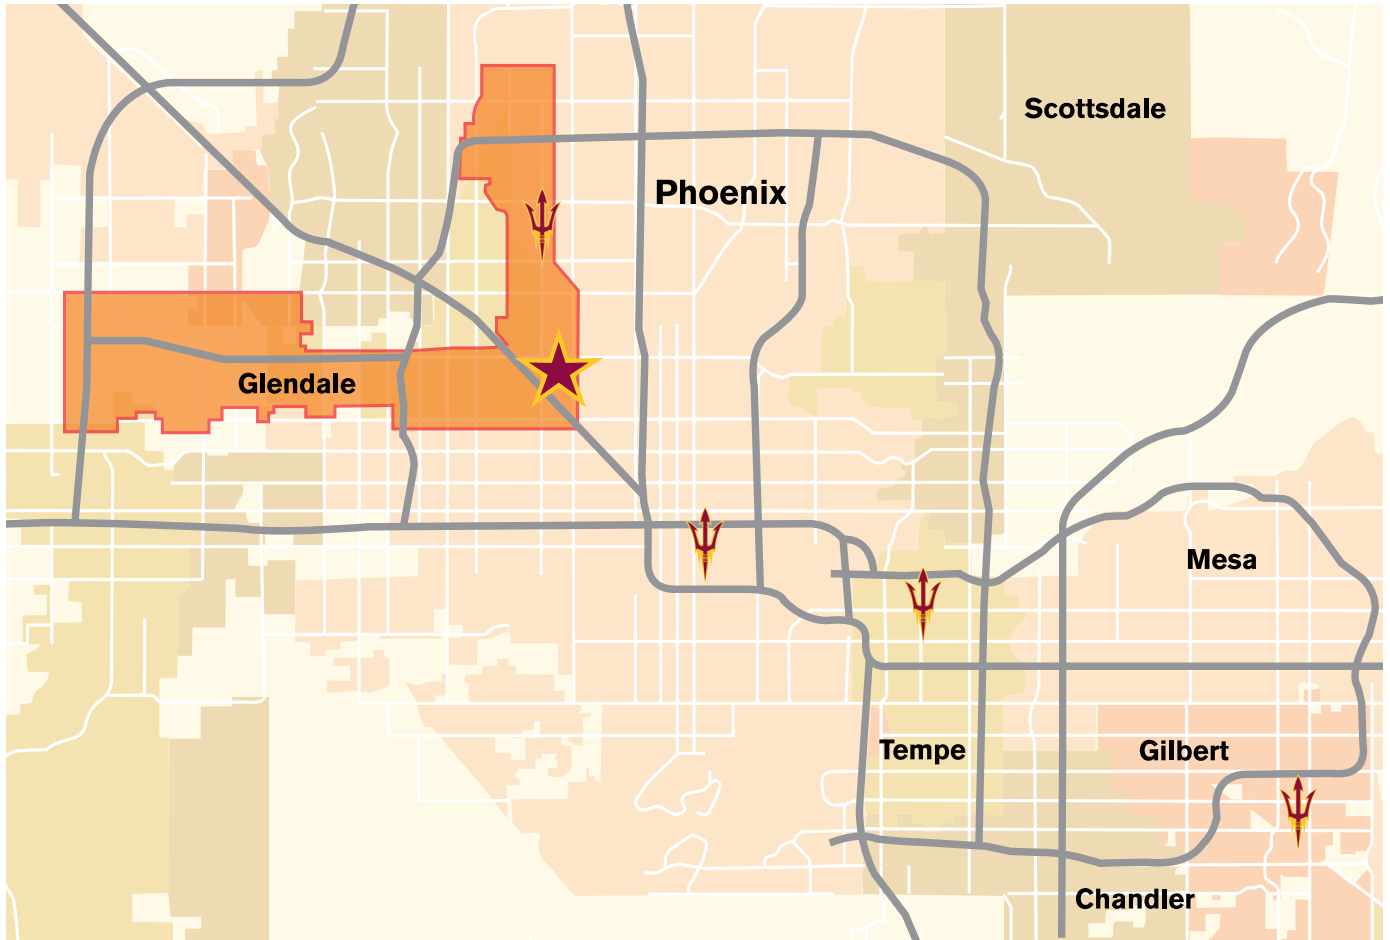 Scottsdale
Phoenix
Glendale
Mesa
Tempe
Gilbert
Chandler